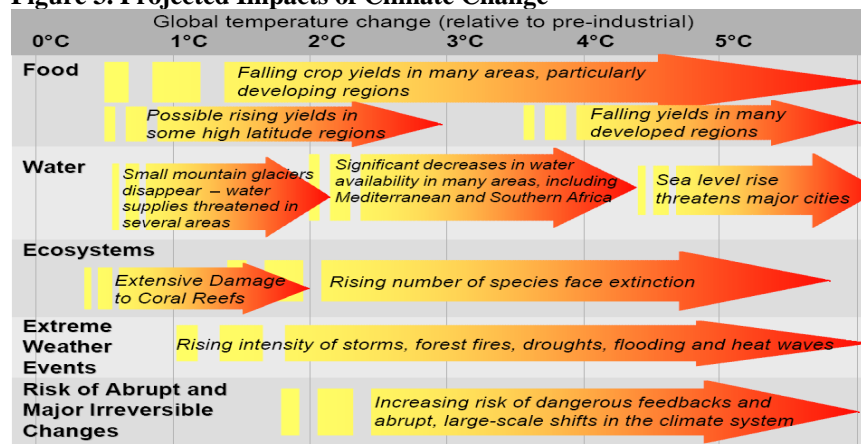 Figure 3. Projected Impacts of Climate Change
Global temperature change (relative to pre-industrial)
0°C 1°C 2°C 3°C 4°C 5°C
Food
Falling crop yields in many areas, particularly
developing regions
Possible rising yields in
some high latitude regions
Falling yields in many
developed regions
Water
Small mountain glaciers
disappear – water
supplies threatened in
several areas
Significant decreases in water
availability in many areas, including
Mediterranean and Southern Africa
Sea level rise
threatens major cities
Ecosystems
Extensive Damage
to Coral Reefs
Rising number of species face extinction
Extreme
Weather
Events
Rising intensity of storms, forest fires, droughts, flooding and heat waves
Risk of Abrupt and
Major Irreversible
Changes
Increasing risk of dangerous feedbacks and
abrupt, large-scale shifts in the climate system